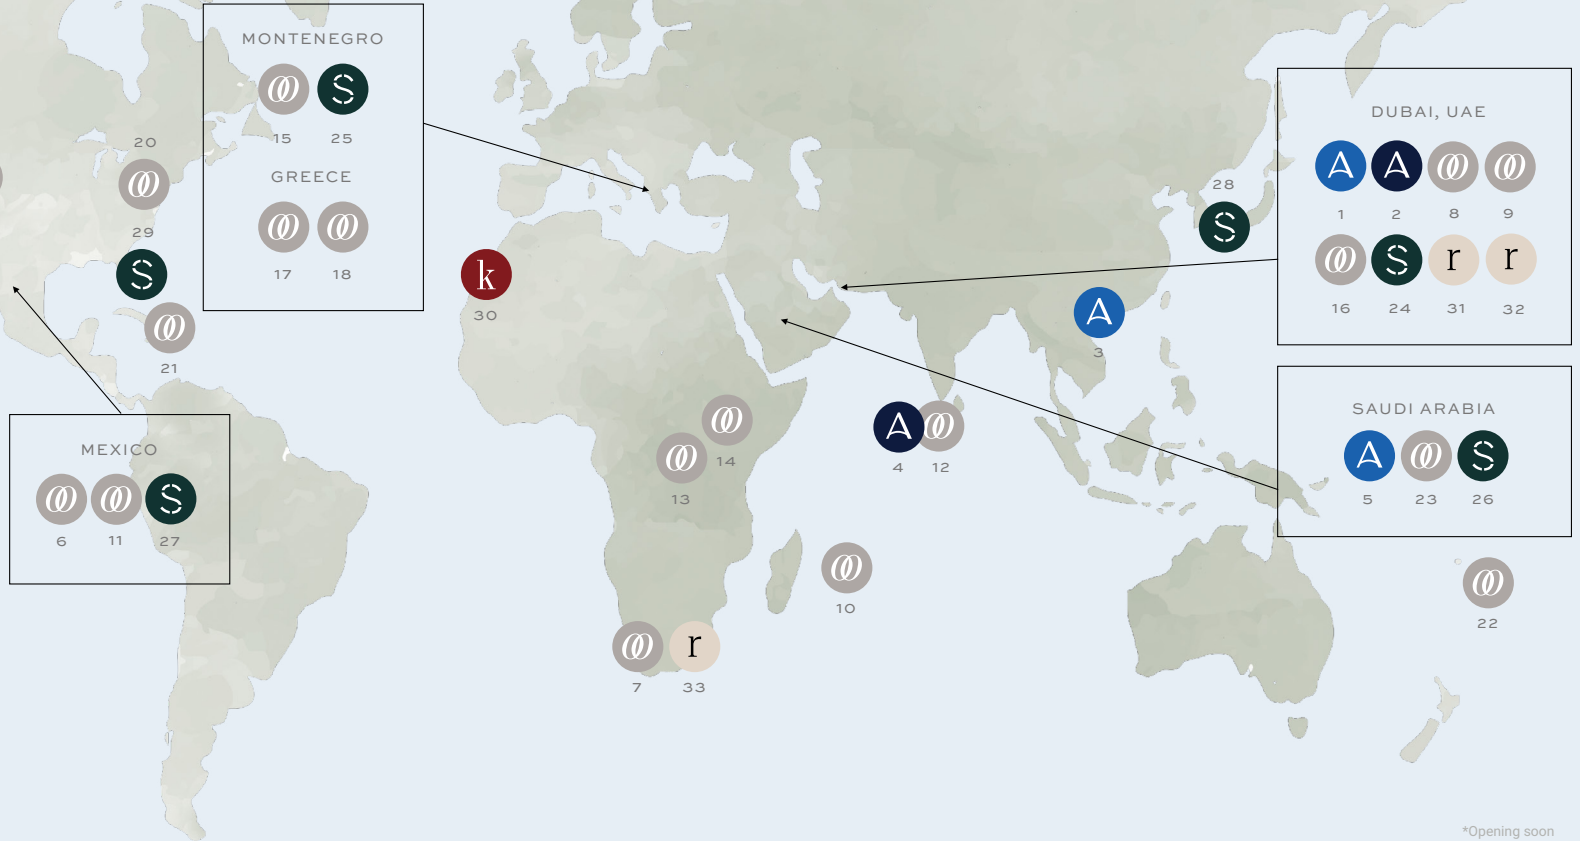 MONTENEGRO
15 25
GREECE
17 18
20
29
21
MEXICO
6 11 27
k
30
14
13
10
r
7 33
A
4 12
A
3
S
28
DUBAI, UAE
A A
1 2 8 9
S r r
16 24 31 32
SAUDI ARABIA
A S
5 23 26
22
*Opening soon